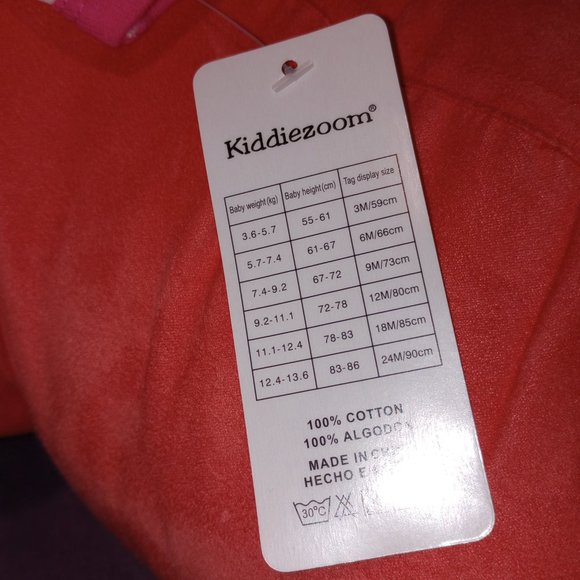 Kiddiezoom®
Baby weight(kg) Baby height(cm) Tag display size
3.6-5.7 55-61 3M/59cm
5.7-7.4 61-67 6M/66cm
7.4-9.2 67-72 9M/73cm
9.2-11.1 72-78 12M/80cm
11.1-12.4 78-83 18M/85cm
12.4-13.6 83-86 24M/90cm
100% COTTON
100% ALGODON
MADE IN
HECHO
30°C